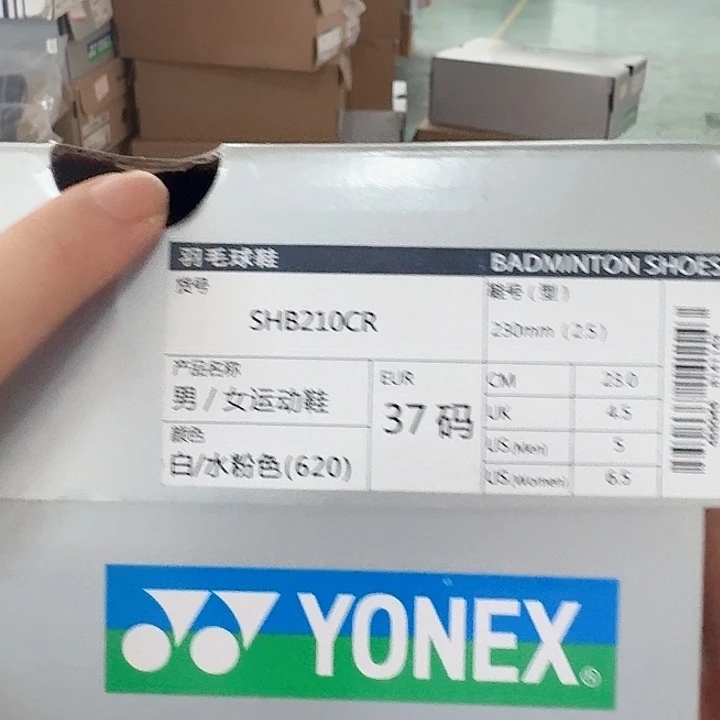 羽毛球鞋 BADMINTON SHOES
货号 鞋号(型)
SHB210CR 230mm (2.5)
产品名称 EUR CM 23.0
男/女运动鞋 37 码 UK 4.5
颜色 US(Men) 5
白/水粉色(620) US(Women) 6.5
YONEX®